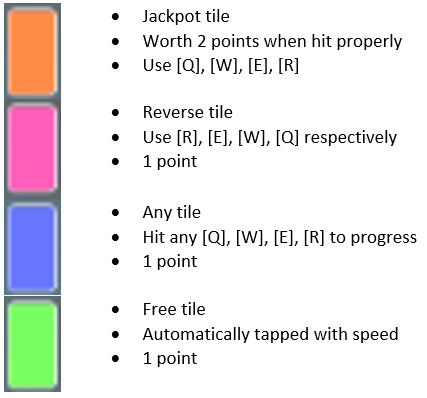 • Jackpot tile
• Worth 2 points when hit properly
• Use [Q], [W], [E], [R]
• Reverse tile
• Use [R], [E], [W], [Q] respectively
• 1 point
• Any tile
• Hit any [Q], [W], [E], [R] to progress
• 1 point
• Free tile
• Automatically tapped with speed
• 1 point